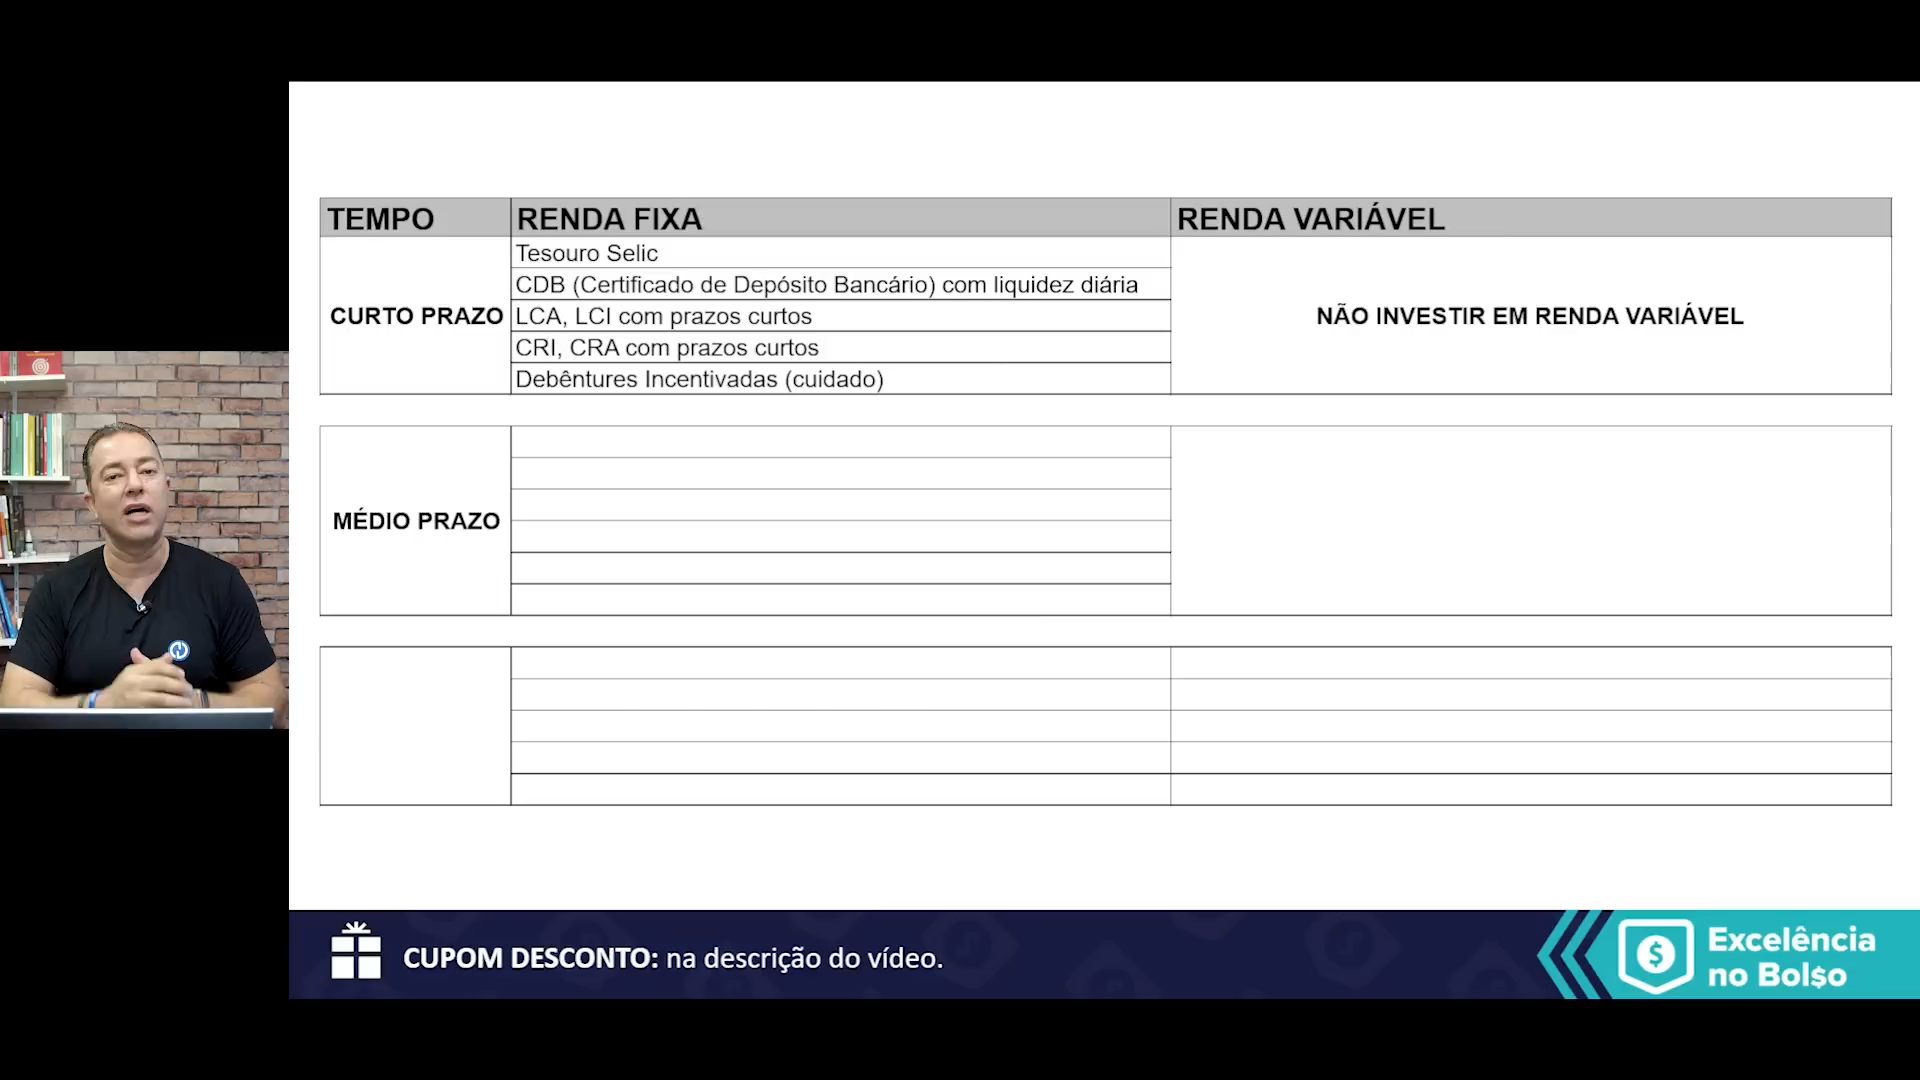 TEMPO RENDA FIXA RENDA VARIÁVEL
CURTO PRAZO
Tesouro Selic
CDB (Certificado de Depósito Bancário) com liquidez diária
LCA, LCI com prazos curtos
CRI, CRA com prazos curtos
Debêntures Incentivadas (cuidado)
NÃO INVESTIR EM RENDA VARIÁVEL
MÉDIO PRAZO
CUPOM DESCONTO: na descrição do vídeo.
Excelência
no Bol$o